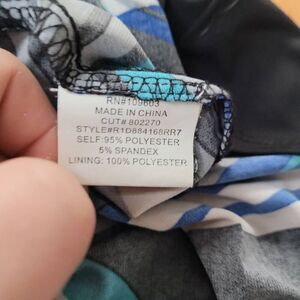 RN#109603
MADE IN CHINA
CUT# 802270
STYLE#R1D884168RR7
SELF:95% POLYESTER
5% SPANDEX
LINING: 100% POLYESTER